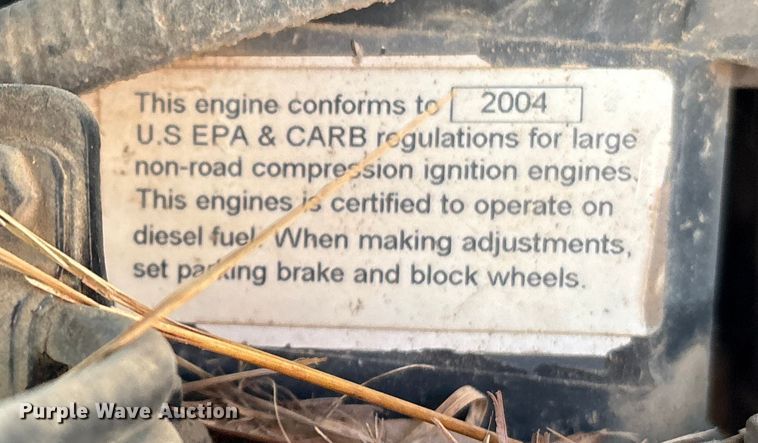 This engine conforms to 2004
U.S EPA & CARB regulations for large
non-road compression ignition engines.
This engines is certified to operate on
diesel fuel. When making adjustments,
set parking brake and block wheels.
Purple Wave Auction